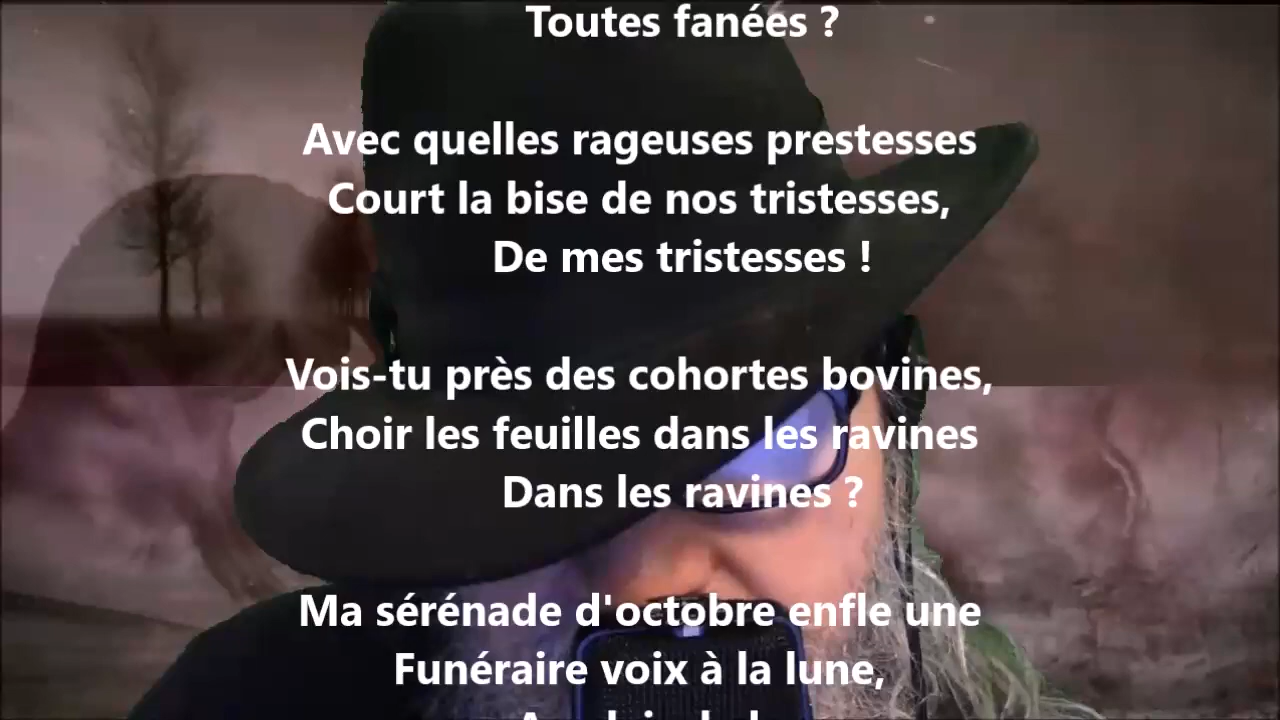 Toutes fanées ?
Avec quelles rageuses prestesses
Court la bise de nos tristesses,
De mes tristesses !
Vois-tu près des cohortes bovines,
Choir les feuilles dans les ravines
Dans les ravines ?
Ma sérénade d'octobre enfle une
Funéraire voix à la lune,